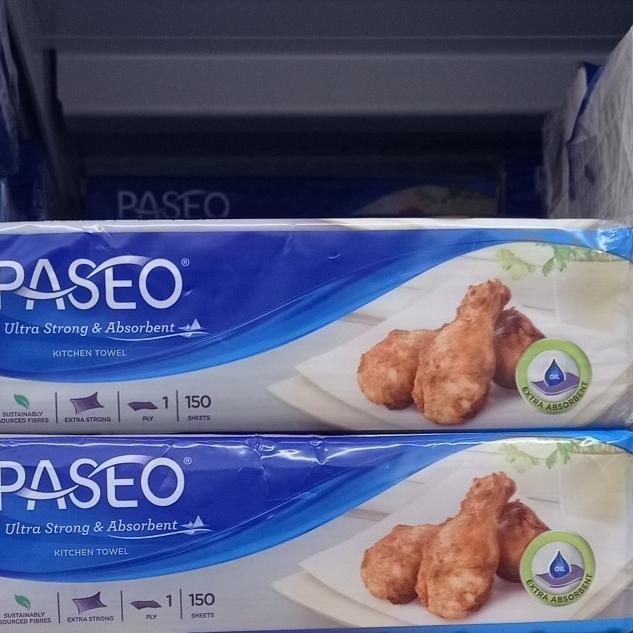 PASEO
PASEO®
Ultra Strong & Absorbent
KITCHEN TOWEL
SUSTAINABLY
SOURCED FIBRES
EXTRA STRONG
1
PLY
150
SHEETS
OIL
EXTRA ABSORBENT
PASEO®
Ultra Strong & Absorbent
KITCHEN TOWEL
SUSTAINABLY
SOURCED FIBRES
EXTRA STRONG
1
PLY
150
SHEETS
OIL
EXTRA ABSORBENT